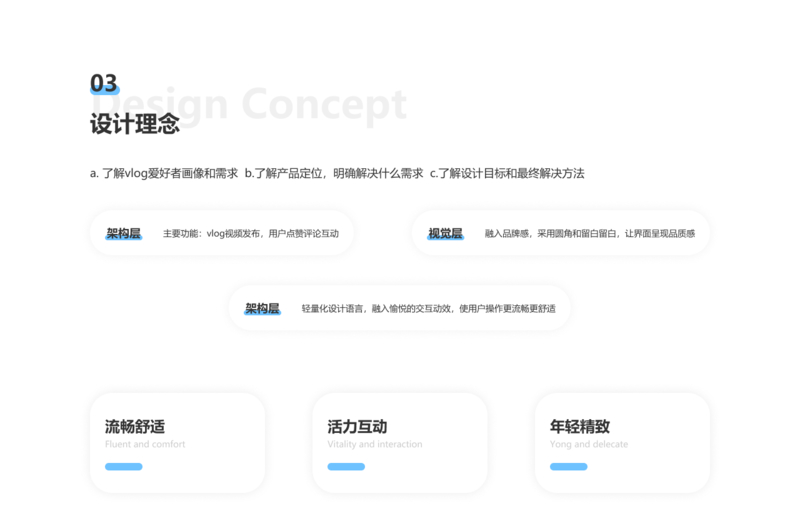 03
Design Concept
设计理念
a. 了解vlog爱好者画像和需求 b.了解产品定位，明确解决什么需求 c.了解设计目标和最终解决方法
架构层 主要功能：vlog视频发布，用户点赞评论互动
视觉层 融入品牌感，采用圆角和留白留白，让界面呈现品质感
架构层 轻量化设计语言，融入愉悦的交互动效，使用户操作更流畅更舒适
流畅舒适
Fluent and comfort
活力互动
Vitality and interaction
年轻精致
Yong and delecate